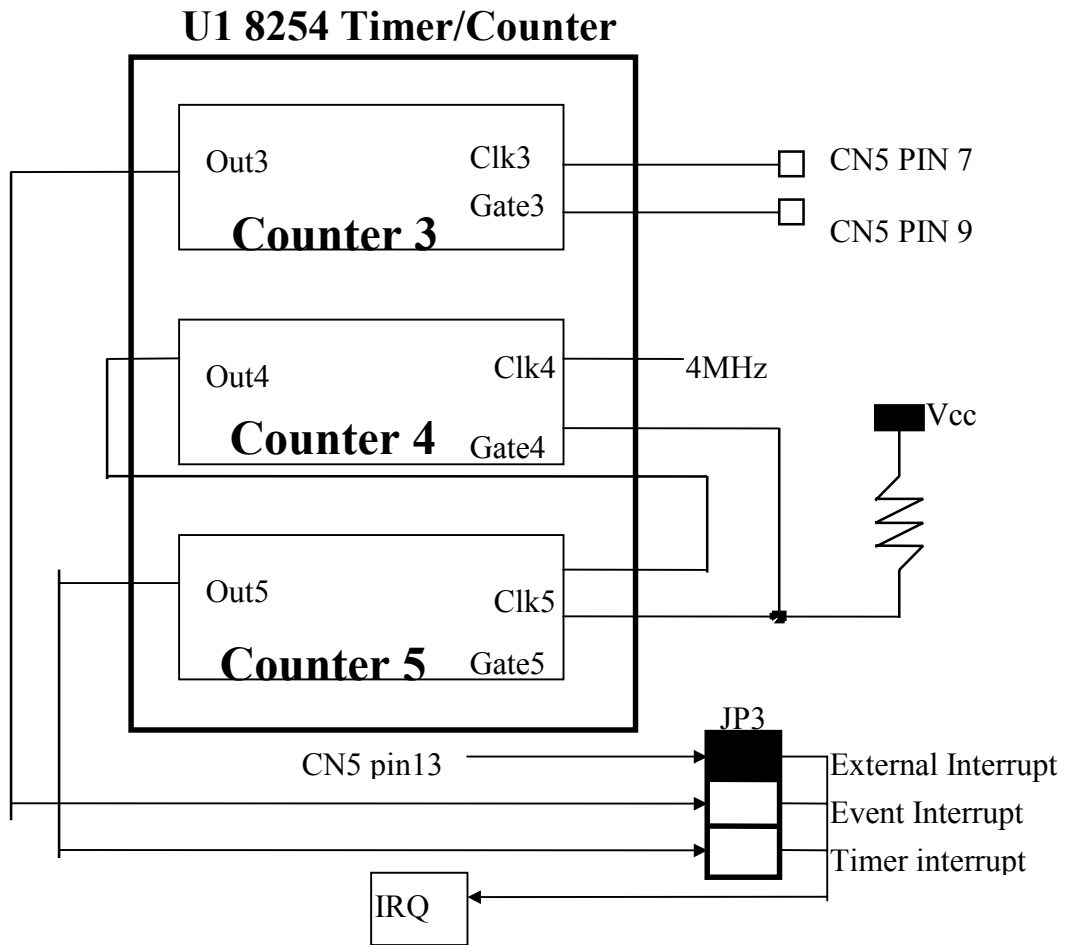 U1 8254 Timer/Counter
Out3
Clk3
Gate3
Counter 3
CN5 PIN 7
CN5 PIN 9
Out4
Clk4
4MHz
Counter 4
Gate4
Vcc
Out5
Clk5
Counter 5
Gate5
JP3
CN5 pin13
External Interrupt
Event Interrupt
Timer interrupt
IRQ